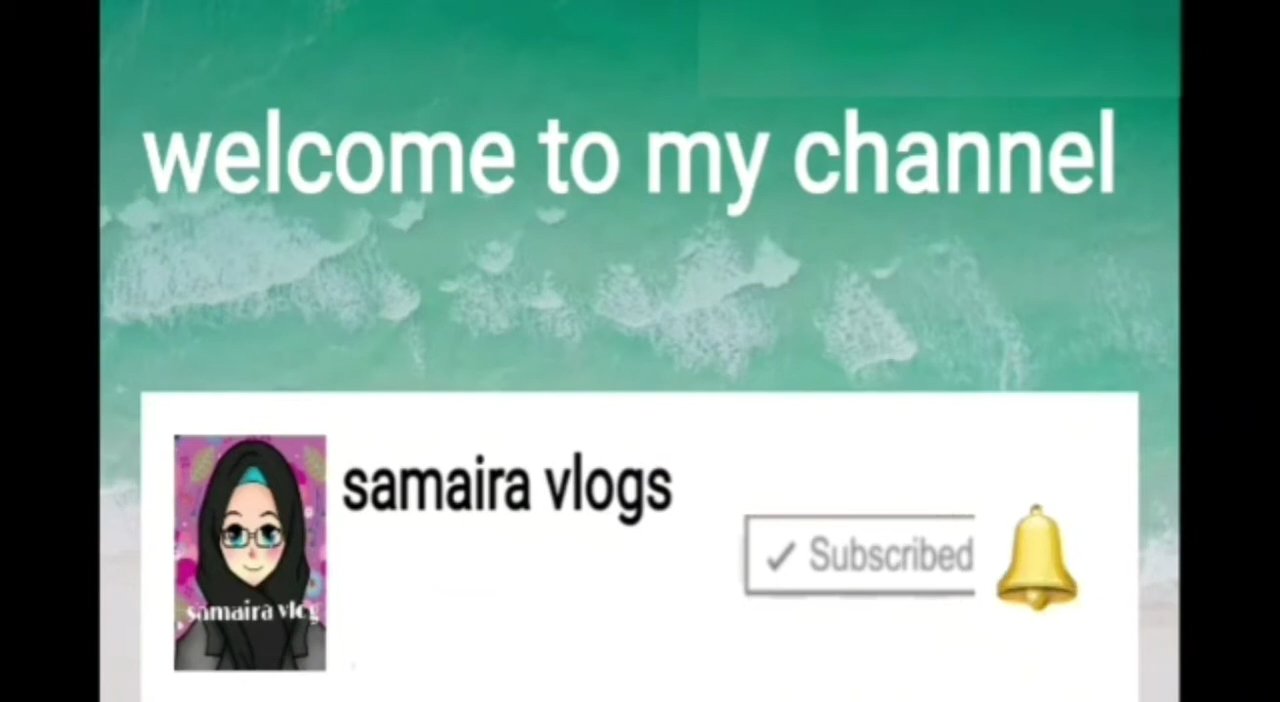 welcome to my channel
samaira vlogs
✓ Subscribed
samaira vlog